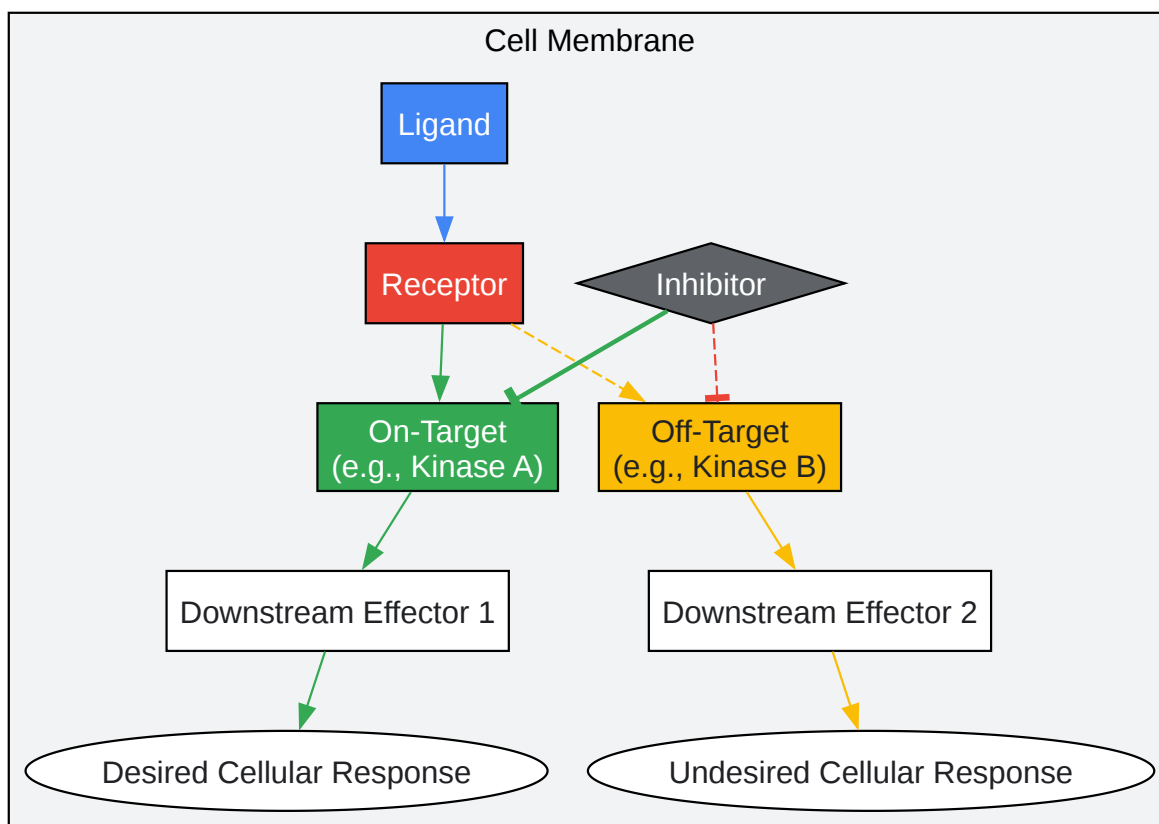 Cell Membrane
Ligand
Receptor
Inhibitor
On-Target
(e.g., Kinase A)
Off-Target
(e.g., Kinase B)
Downstream Effector 1
Downstream Effector 2
Desired Cellular Response
Undesired Cellular Response